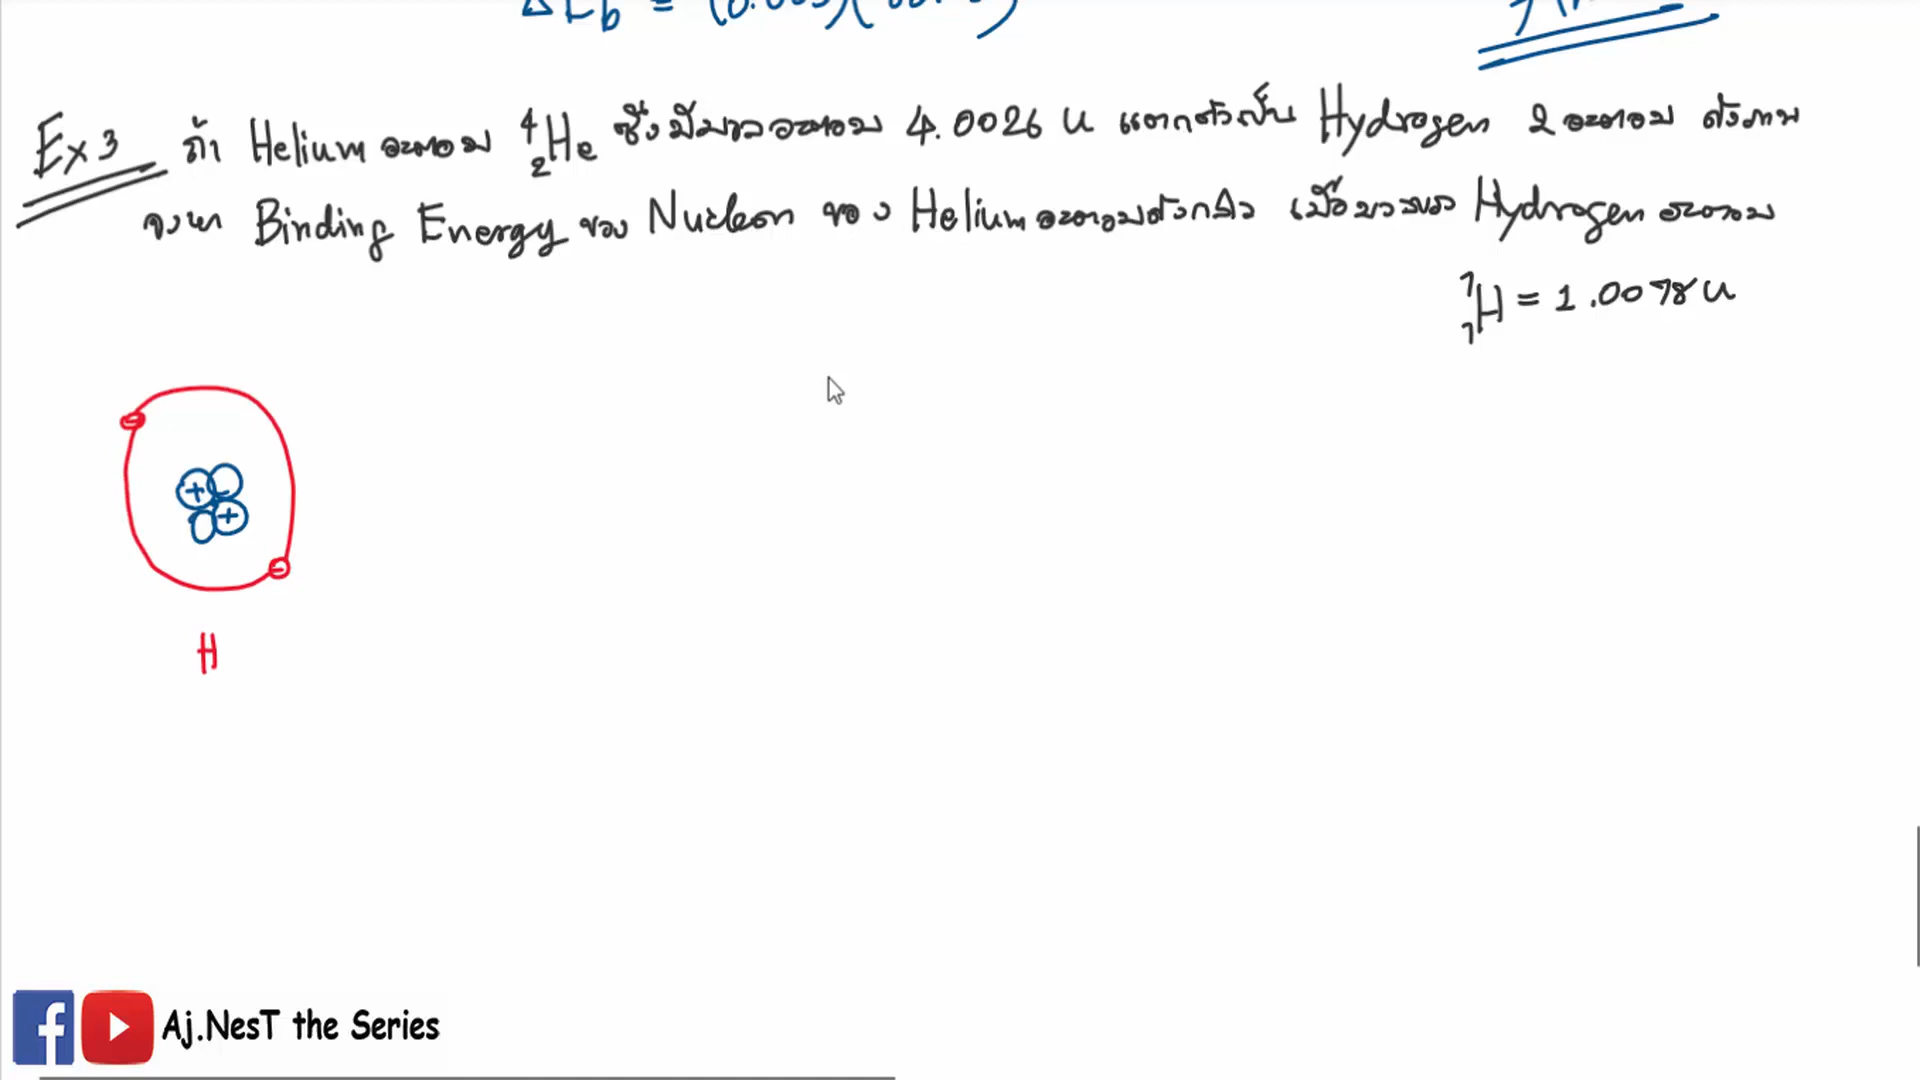 Ex 3 ถ้า Helium อะตอม ⁴₂He ซึ่งมีมวลอะตอม 4.0026 u แตกตัวเป็น Hydrogen 2 อะตอม ดังภาพ
จงหา Binding Energy ของ Nucleon ของ Helium อะตอมดังกล่าว เมื่อมวลของ Hydrogen อะตอม
¹₁H = 1.0078 u
+
+
H
Aj.NesT the Series